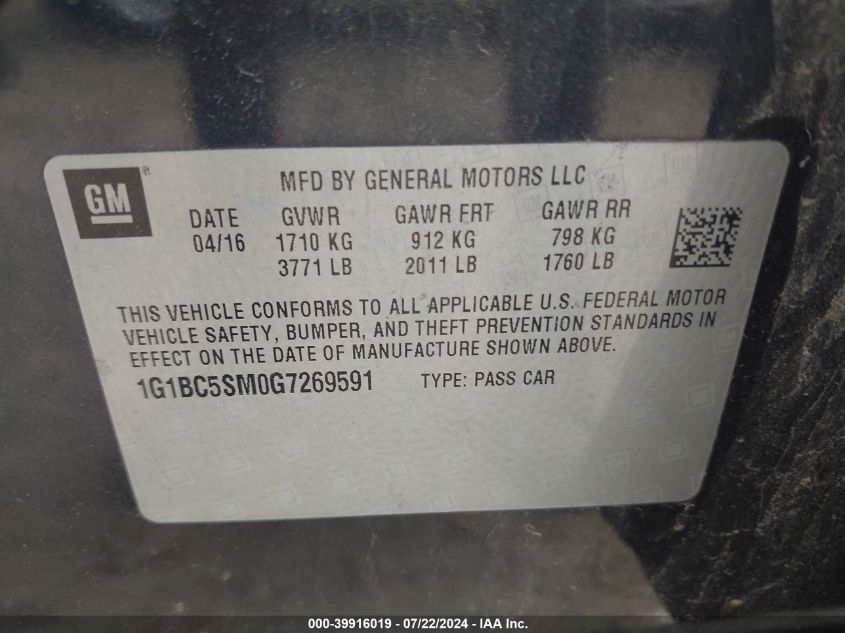 GM ®
MFD BY GENERAL MOTORS LLC
DATE GVWR GAWR FRT GAWR RR
04/16 1710 KG 912 KG 798 KG
3771 LB 2011 LB 1760 LB
THIS VEHICLE CONFORMS TO ALL APPLICABLE U.S. FEDERAL MOTOR
VEHICLE SAFETY, BUMPER, AND THEFT PREVENTION STANDARDS IN
EFFECT ON THE DATE OF MANUFACTURE SHOWN ABOVE.
1G1BC5SM0G7269591 TYPE: PASS CAR
000-39916019 - 07/22/2024 - IAA Inc.